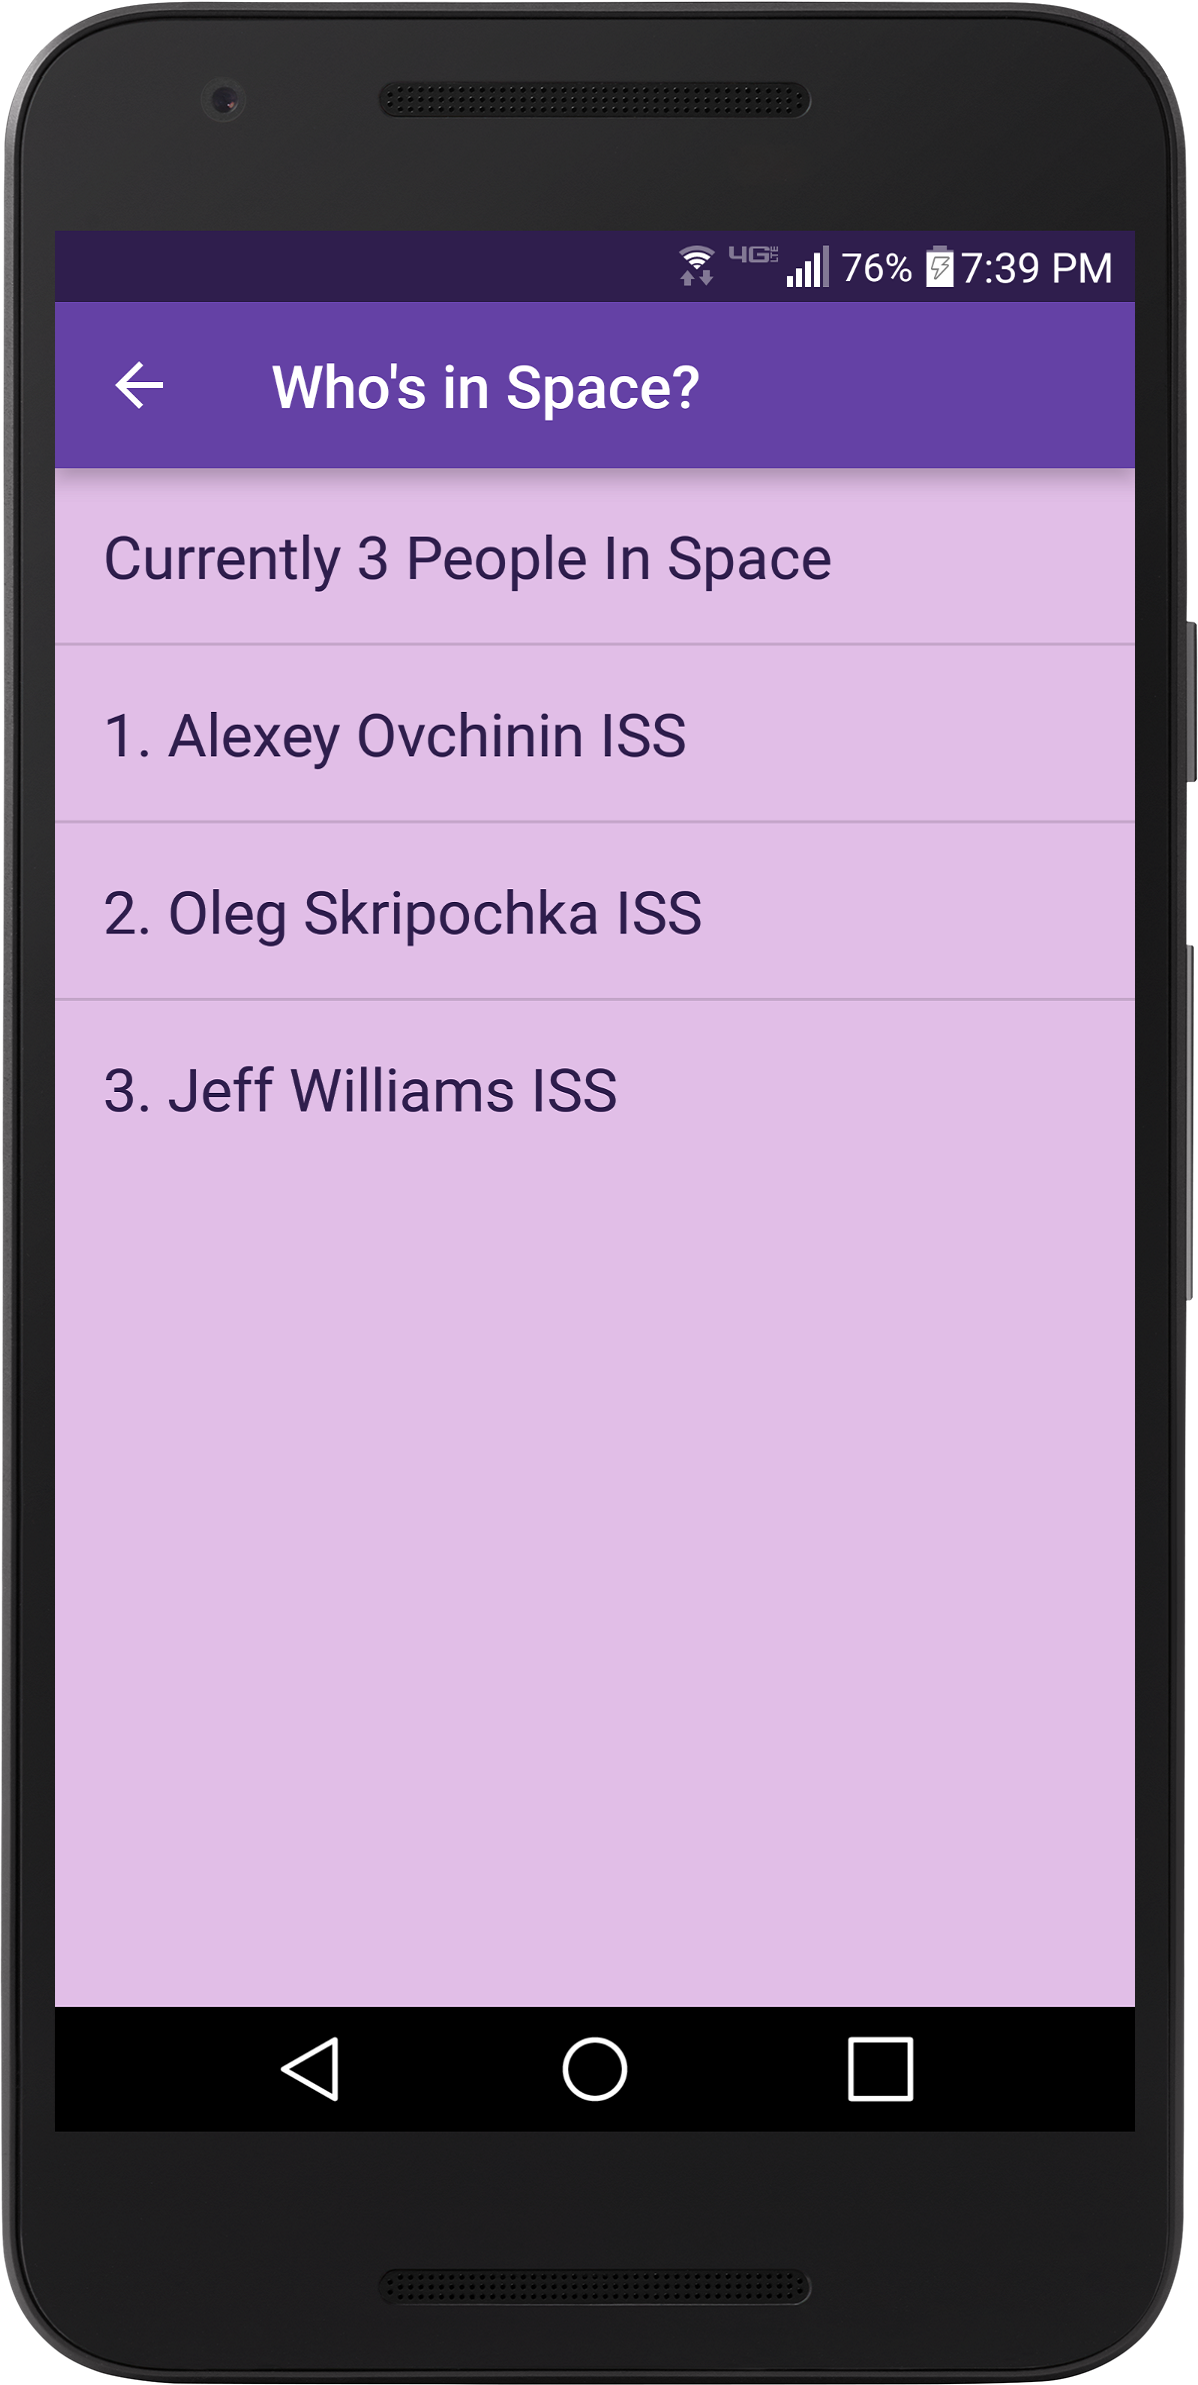 4G LTE 76% 7:39 PM
Who's in Space?
Currently 3 People In Space
1. Alexey Ovchinin ISS
2. Oleg Skripochka ISS
3. Jeff Williams ISS